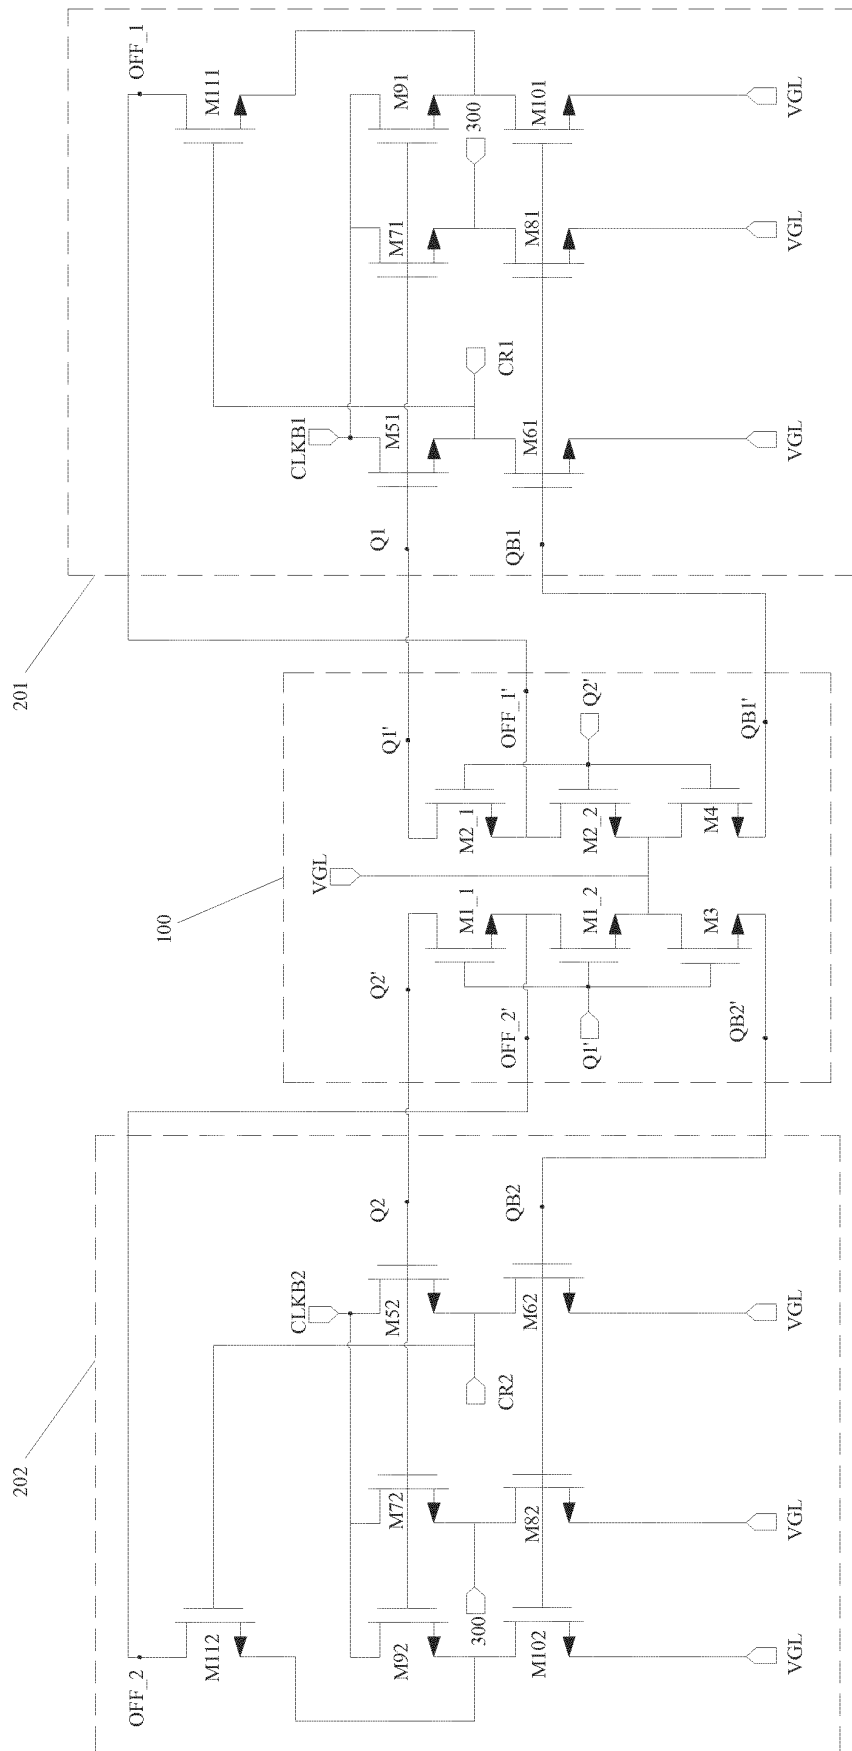 202
100
201
OFF_2
M112
M92
300
M102
VGL
M72
M82
VGL
CR2
CLKB2
M52
M62
VGL
Q2
QB2
Q2'
OFF_2'
Q1'
QB2'
VGL
M1_1
M1_2
M3
M2_1
M2_2
M4
Q1'
OFF_1'
Q2'
QB1'
Q1
QB1
CLKB1
M51
M61
VGL
CR1
M71
M81
VGL
300
OFF_1
M111
M91
M101
VGL